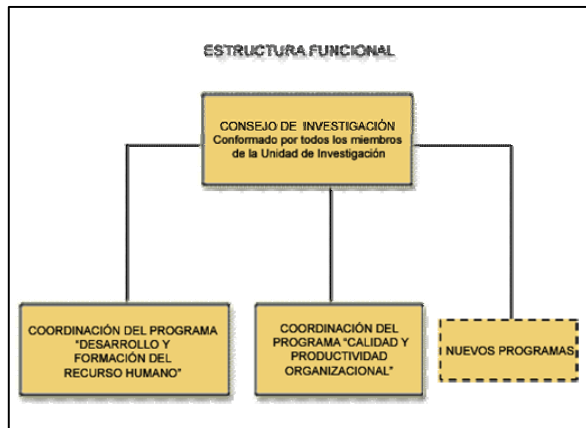 ESTRUCTURA FUNCIONAL
CONSEJO DE INVESTIGACIÓN
Conformado por todos los miembros
de la Unidad de Investigación
COORDINACIÓN DEL PROGRAMA
"DESARROLLO Y
FORMACIÓN DEL
RECURSO HUMANO"
COORDINACIÓN DEL
PROGRAMA "CALIDAD Y
PRODUCTIVIDAD
ORGANIZACIONAL"
NUEVOS PROGRAMAS